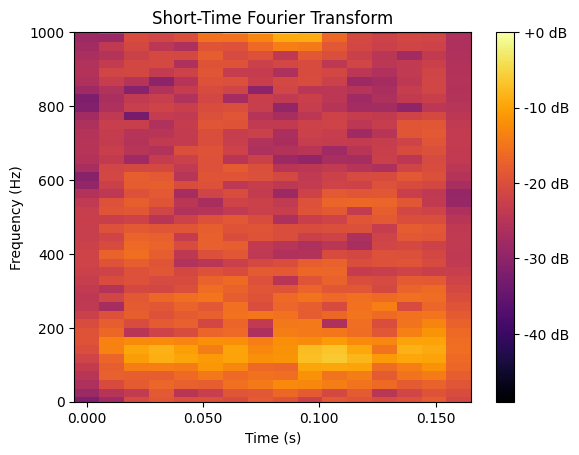 Short-Time Fourier Transform
1000
800
600
400
200
0
Frequency (Hz)
0.000
0.050
0.100
0.150
Time (s)
+0 dB
-10 dB
-20 dB
-30 dB
-40 dB